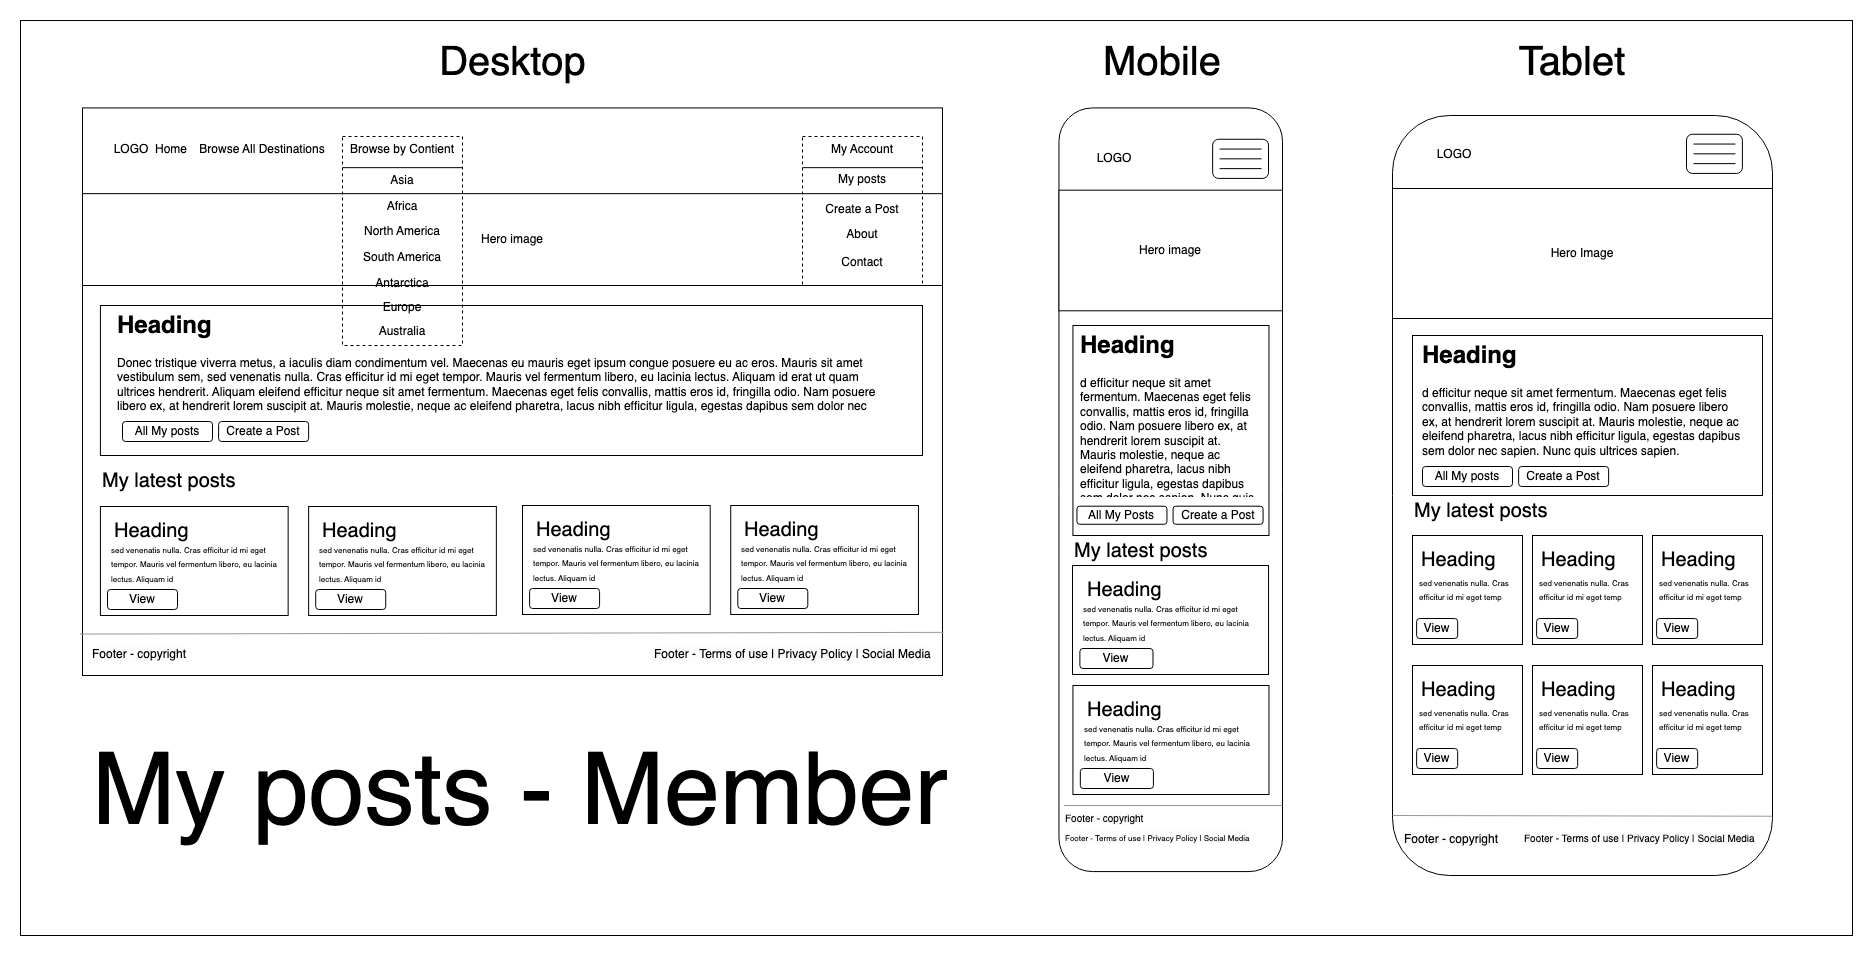 Desktop
LOGO Home Browse All Destinations Browse by Contient My Account
Asia
Africa
North America
South America
Antarctica
Europe
Australia
My posts
Create a Post
About
Contact
Hero image
Heading
Donec tristique viverra metus, a iaculis diam condimentum vel. Maecenas eu mauris eget ipsum congue posuere eu ac eros. Mauris sit amet
vestibulum sem, sed venenatis nulla. Cras efficitur id mi eget tempor. Mauris vel fermentum libero, eu lacinia lectus. Aliquam id erat ut quam
ultrices hendrerit. Aliquam eleifend efficitur neque sit amet fermentum. Maecenas eget felis convallis, mattis eros id, fringilla odio. Nam posuere
libero ex, at hendrerit lorem suscipit at. Mauris molestie, neque ac eleifend pharetra, lacus nibh efficitur ligula, egestas dapibus sem dolor nec
All My posts Create a Post
My latest posts
Heading
sed venenatis nulla. Cras efficitur id mi eget
tempor. Mauris vel fermentum libero, eu lacinia
lectus. Aliquam id
View
Heading
sed venenatis nulla. Cras efficitur id mi eget
tempor. Mauris vel fermentum libero, eu lacinia
lectus. Aliquam id
View
Heading
sed venenatis nulla. Cras efficitur id mi eget
tempor. Mauris vel fermentum libero, eu lacinia
lectus. Aliquam id
View
Heading
sed venenatis nulla. Cras efficitur id mi eget
tempor. Mauris vel fermentum libero, eu lacinia
lectus. Aliquam id
View
Footer - copyright Footer - Terms of use | Privacy Policy | Social Media
My posts - Member
Mobile
LOGO
Hero image
Heading
d efficitur neque sit amet
fermentum. Maecenas eget felis
convallis, mattis eros id, fringilla
odio. Nam posuere libero ex, at
hendrerit lorem suscipit at.
Mauris molestie, neque ac
eleifend pharetra, lacus nibh
efficitur ligula, egestas dapibus
sem dolor nec sapien. Nunc quis
All My Posts Create a Post
My latest posts
Heading
sed venenatis nulla. Cras efficitur id mi eget
tempor. Mauris vel fermentum libero, eu lacinia
lectus. Aliquam id
View
Heading
sed venenatis nulla. Cras efficitur id mi eget
tempor. Mauris vel fermentum libero, eu lacinia
lectus. Aliquam id
View
Footer - copyright
Footer - Terms of use | Privacy Policy | Social Media
Tablet
LOGO
Hero Image
Heading
d efficitur neque sit amet fermentum. Maecenas eget felis
convallis, mattis eros id, fringilla odio. Nam posuere libero
ex, at hendrerit lorem suscipit at. Mauris molestie, neque ac
eleifend pharetra, lacus nibh efficitur ligula, egestas dapibus
sem dolor nec sapien. Nunc quis ultrices sapien.
All My posts Create a Post
My latest posts
Heading
sed venenatis nulla. Cras
efficitur id mi eget temp
View
Heading
sed venenatis nulla. Cras
efficitur id mi eget temp
View
Heading
sed venenatis nulla. Cras
efficitur id mi eget temp
View
Heading
sed venenatis nulla. Cras
efficitur id mi eget temp
View
Heading
sed venenatis nulla. Cras
efficitur id mi eget temp
View
Heading
sed venenatis nulla. Cras
efficitur id mi eget temp
View
Footer - copyright Footer - Terms of use | Privacy Policy | Social Media